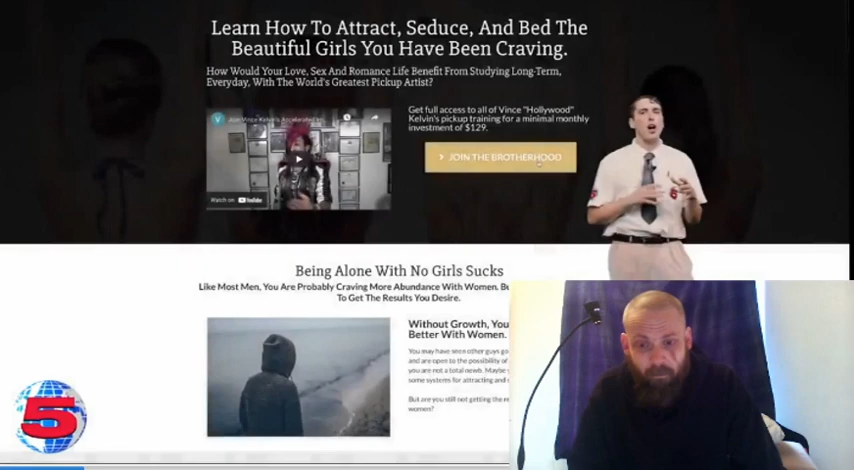 Learn How To Attract, Seduce, And Bed The
Beautiful Girls You Have Been Craving.
How Would Your Love, Sex And Romance Life Benefit From Studying Long-Term,
Everyday, With The World's Greatest Pickup Artist?
V Join Vince Kelvin's Accelerated
Watch on YouTube
Get full access to all of Vince "Hollywood"
Kelvin's pickup training for a minimal monthly
investment of $129.
JOIN THE BROTHERHOOD
Being Alone With No Girls Sucks
Like Most Men, You Are Probably Craving More Abundance With Women.
To Get The Results You Desire.
Without Growth, You
Better With Women.
You may have seen other guys
and are open to the possibility of
you are not a total newb. Maybe
some systems for attracting and
But are you still not getting the
women?
5